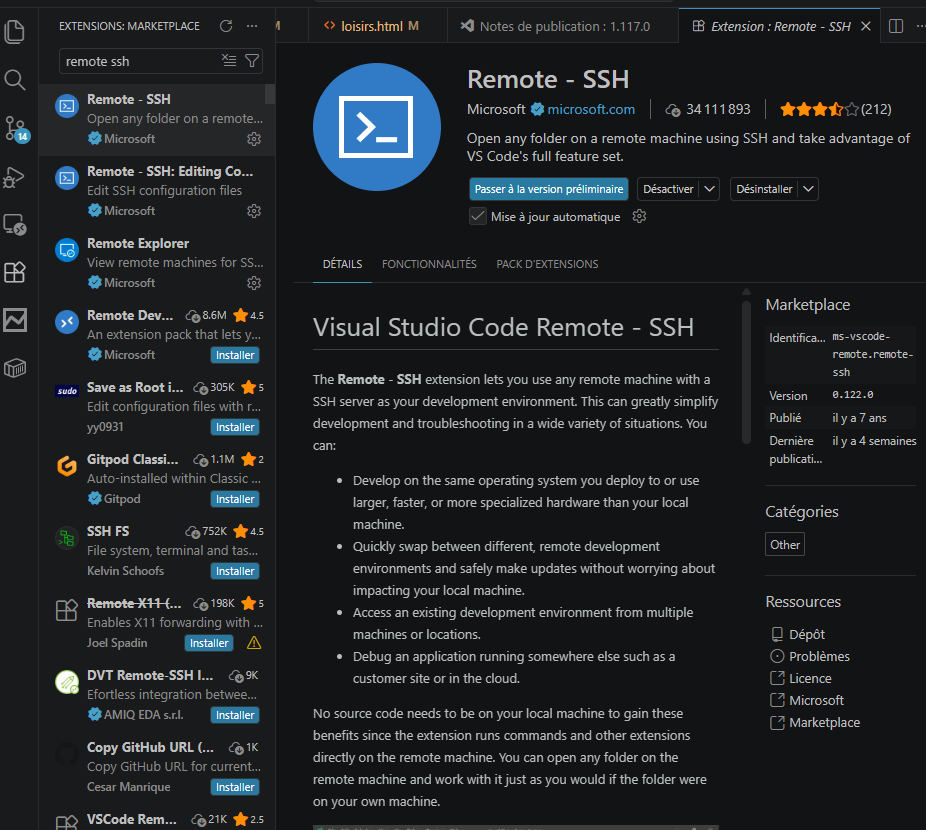 EXTENSIONS: MARKETPLACE
remote ssh
Remote - SSH
Open any folder on a remote...
Microsoft
Remote - SSH: Editing Co...
Edit SSH configuration files
Microsoft
Remote Explorer
View remote machines for SS...
Microsoft
Remote Dev... 8.6M 4.5
An extension pack that lets y...
Microsoft Installer
sudo
Save as Root i... 305K 5
Edit configuration files with r...
yy0931 Installer
Gitpod Classi... 1.1M 2
Auto-installed within Classic ...
Gitpod Installer
SSH FS 752K 4.5
File system, terminal and tas...
Kelvin Schoofs Installer
Remote X11 (... 198K 5
Enables X11 forwarding with ...
Joel Spadin Installer
DVT Remote-SSH I... 9K
Efortless integration betwee...
AMIQ EDA s.r.l. Installer
Copy GitHub URL (... 1K
Copy GitHub URL for current...
Cesar Manrique Installer
VSCode Rem... 21K 2.5
14
M
loisirs.html M
Notes de publication : 1.117.0
Extension : Remote - SSH
Remote - SSH
Microsoft microsoft.com 34 111 893 (212)
Open any folder on a remote machine using SSH and take advantage of
VS Code's full feature set.
Passer à la version préliminaire Désactiver Désinstaller
Mise à jour automatique
DÉTAILS FONCTIONNALITÉS PACK D'EXTENSIONS
Visual Studio Code Remote - SSH
The Remote - SSH extension lets you use any remote machine with a
SSH server as your development environment. This can greatly simplify
development and troubleshooting in a wide variety of situations. You
can:
• Develop on the same operating system you deploy to or use
larger, faster, or more specialized hardware than your local
machine.
• Quickly swap between different, remote development
environments and safely make updates without worrying about
impacting your local machine.
• Access an existing development environment from multiple
machines or locations.
• Debug an application running somewhere else such as a
customer site or in the cloud.
No source code needs to be on your local machine to gain these
benefits since the extension runs commands and other extensions
directly on the remote machine. You can open any folder on the
remote machine and work with it just as you would if the folder were
on your own machine.
Marketplace
Identifica... ms-vscode-
remote.remote-
ssh
Version 0.122.0
Publié il y a 7 ans
Dernière il y a 4 semaines
publicati...
Catégories
Other
Ressources
Dépôt
Problèmes
Licence
Microsoft
Marketplace